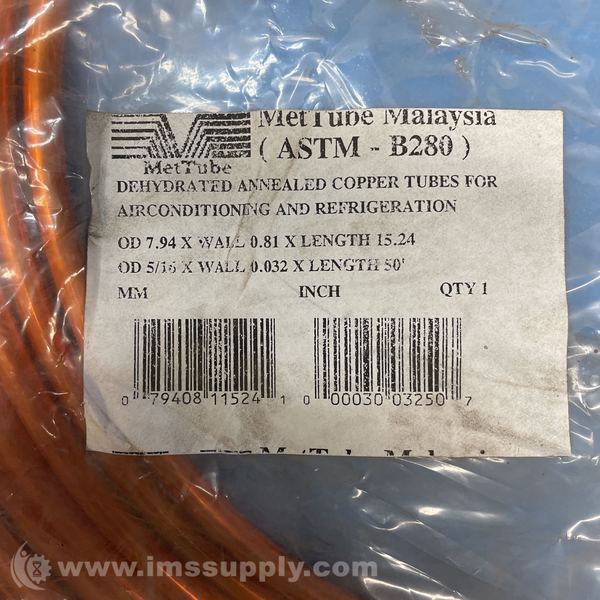 MetTube Malaysia
MetTube
( ASTM - B280 )
DEHYDRATED ANNEALED COPPER TUBES FOR
AIRCONDITIONING AND REFRIGERATION
OD 7.94 X WALL 0.81 X LENGTH 15.24
OD 5/16 X WALL 0.032 X LENGTH 50'
MM INCH QTY 1
0 79408 11524 1 0 00030 03250 7
MetTube Malaysia
www.imssupply.com